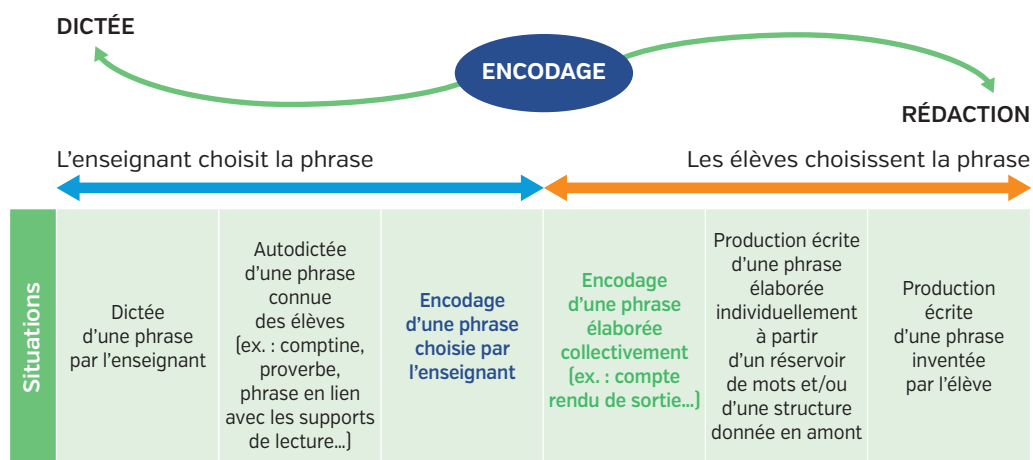 DICTÉE
ENCODAGE
RÉDACTION
L'enseignant choisit la phrase
Les élèves choisissent la phrase
Situations
Dictée
d'une phrase
par l'enseignant
Autodictée
d'une phrase
connue
des élèves
(ex. : comptine,
proverbe,
phrase en lien
avec les supports
de lecture…)
Encodage
d'une phrase
choisie par
l'enseignant
Encodage
d'une phrase
élaborée
collectivement
(ex. : compte
rendu de sortie…)
Production écrite
d'une phrase
élaborée
individuellement
à partir
d'un réservoir
de mots et/ou
d'une structure
donnée en amont
Production
écrite
d'une phrase
inventée
par l'élève